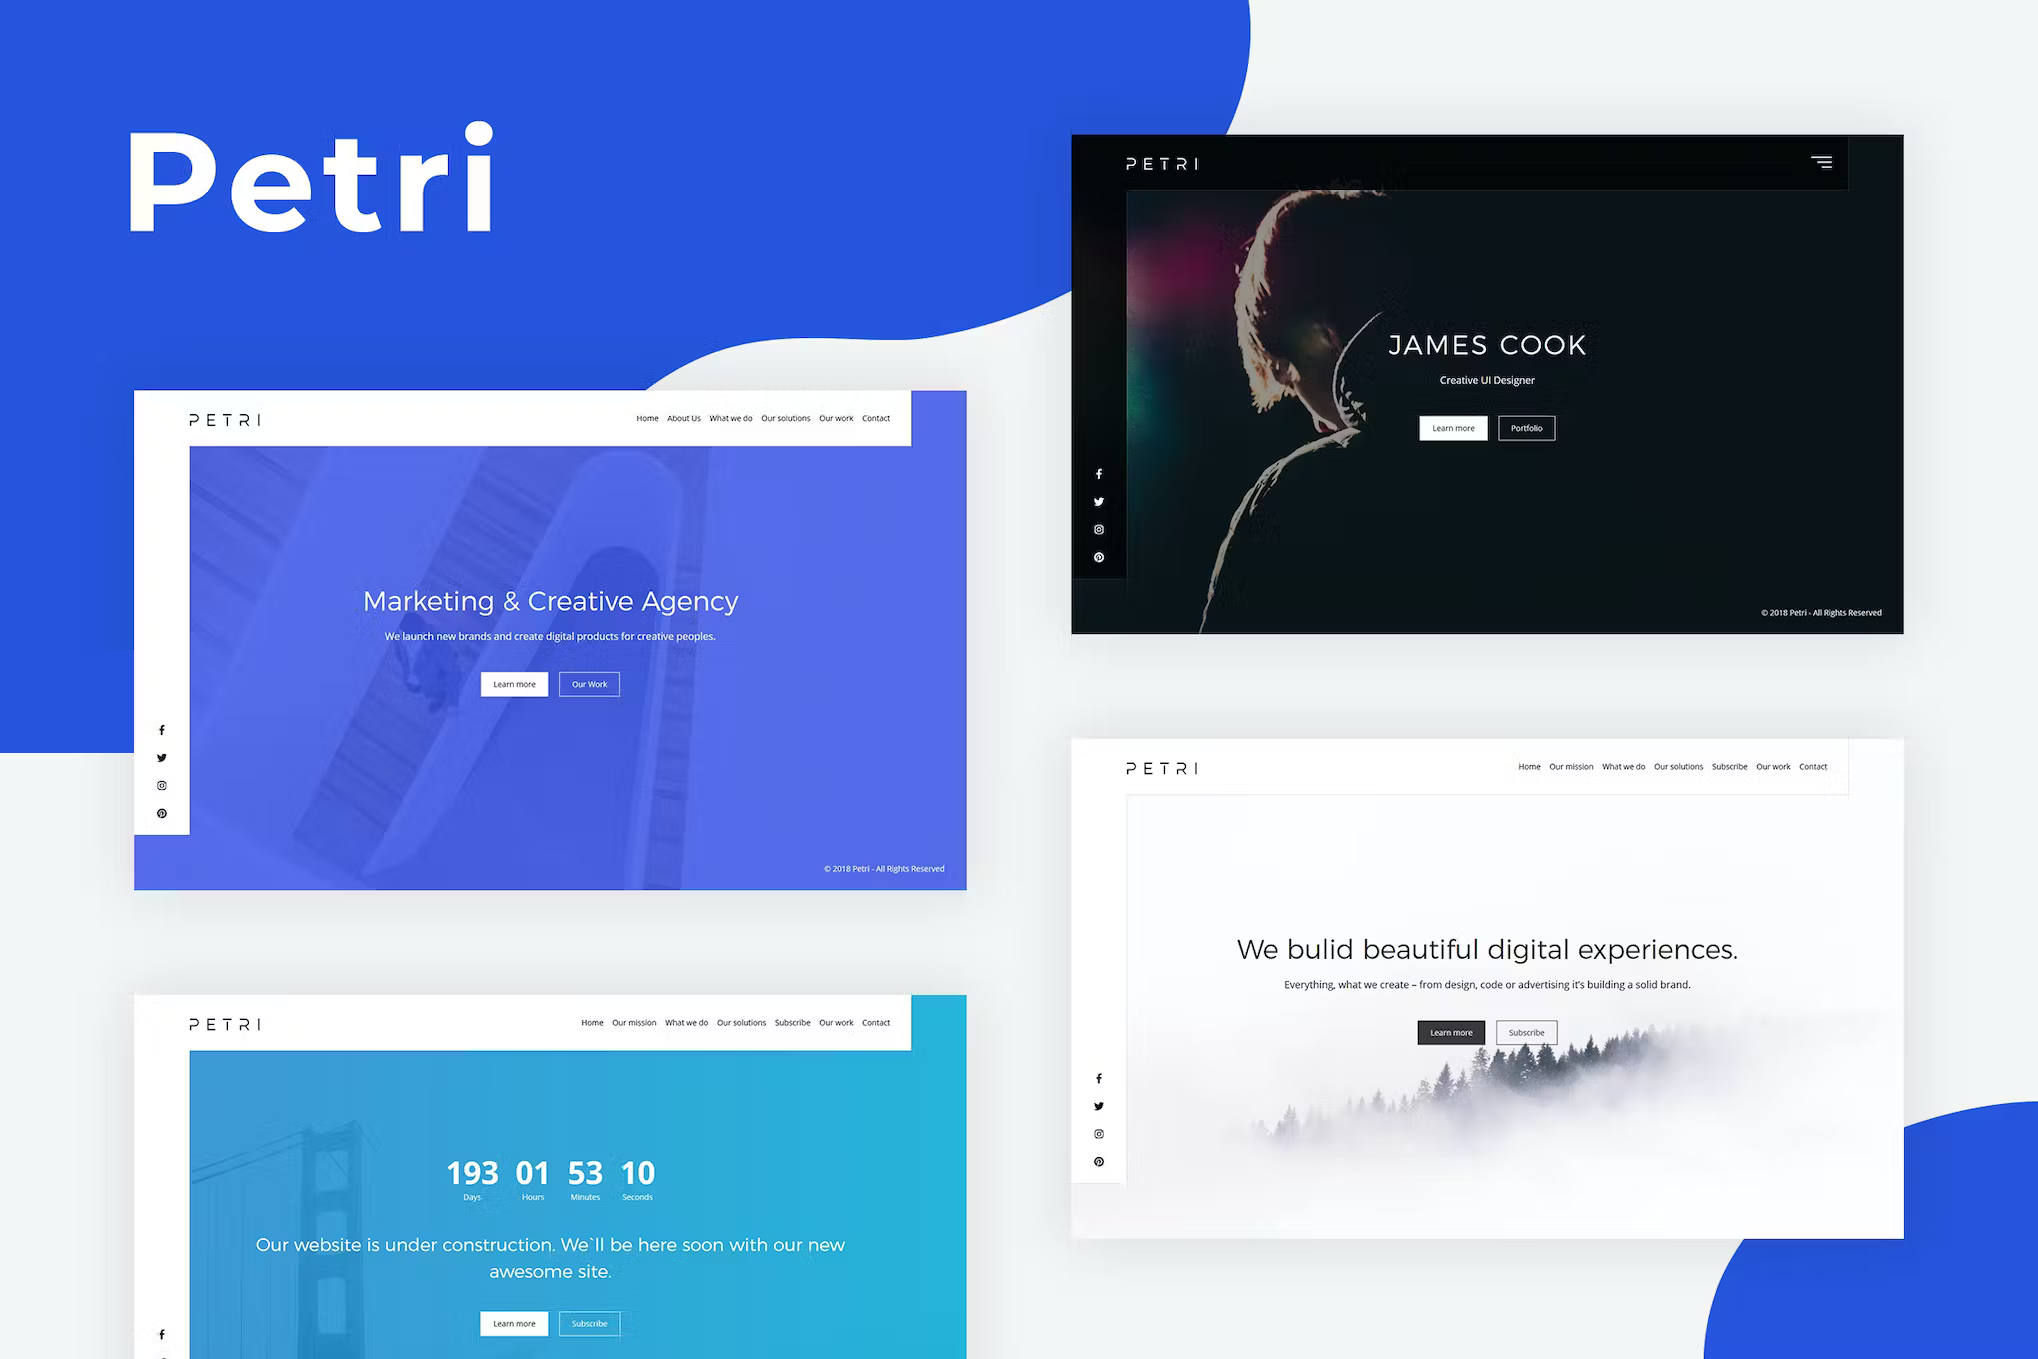 Petri
PETRI
Home About Us What we do Our solutions Our work Contact
Marketing & Creative Agency
We launch new brands and create digital products for creative peoples.
Learn more Our Work
© 2018 Petri - All Rights Reserved
PETRI
Home Our mission What we do Our solutions Subscribe Our work Contact
193 01 53 10
Days Hours Minutes Seconds
Our website is under construction. We`ll be here soon with our new
awesome site.
Learn more Subscribe
PETRI
JAMES COOK
Creative UI Designer
Learn more Portfolio
© 2018 Petri - All Rights Reserved
PETRI
Home Our mission What we do Our solutions Subscribe Our work Contact
We bulid beautiful digital experiences.
Everything, what we create – from design, code or advertising it's building a solid brand.
Learn more Subscribe